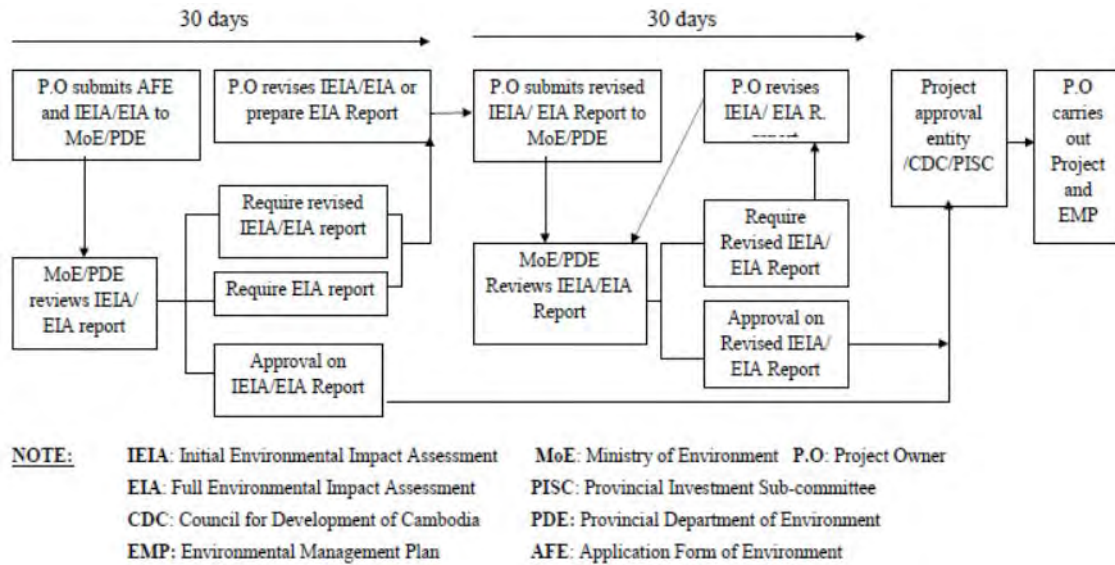 30 days
30 days
P.O submits AFE
and IEIA/EIA to
MoE/PDE
P.O revises IEIA/EIA or
prepare EIA Report
P.O submits revised
IEIA/ EIA Report to
MoE/PDE
P.O revises
IEIA/ EIA R.
Project
approval
entity
/CDC/PISC
P.O
carries
out
Project
and
EMP
MoE/PDE
reviews IEIA/
EIA report
Require revised
IEIA/EIA report
Require EIA report
Approval on
IEIA/EIA Report
MoE/PDE
Reviews IEIA/EIA
Report
Require
Revised IEIA/
EIA Report
Approval on
Revised IEIA/
EIA Report
NOTE: IEIA: Initial Environmental Impact Assessment MoE: Ministry of Environment P.O: Project Owner
EIA: Full Environmental Impact Assessment PISC: Provincial Investment Sub-committee
CDC: Council for Development of Cambodia PDE: Provincial Department of Environment
EMP: Environmental Management Plan AFE: Application Form of Environment